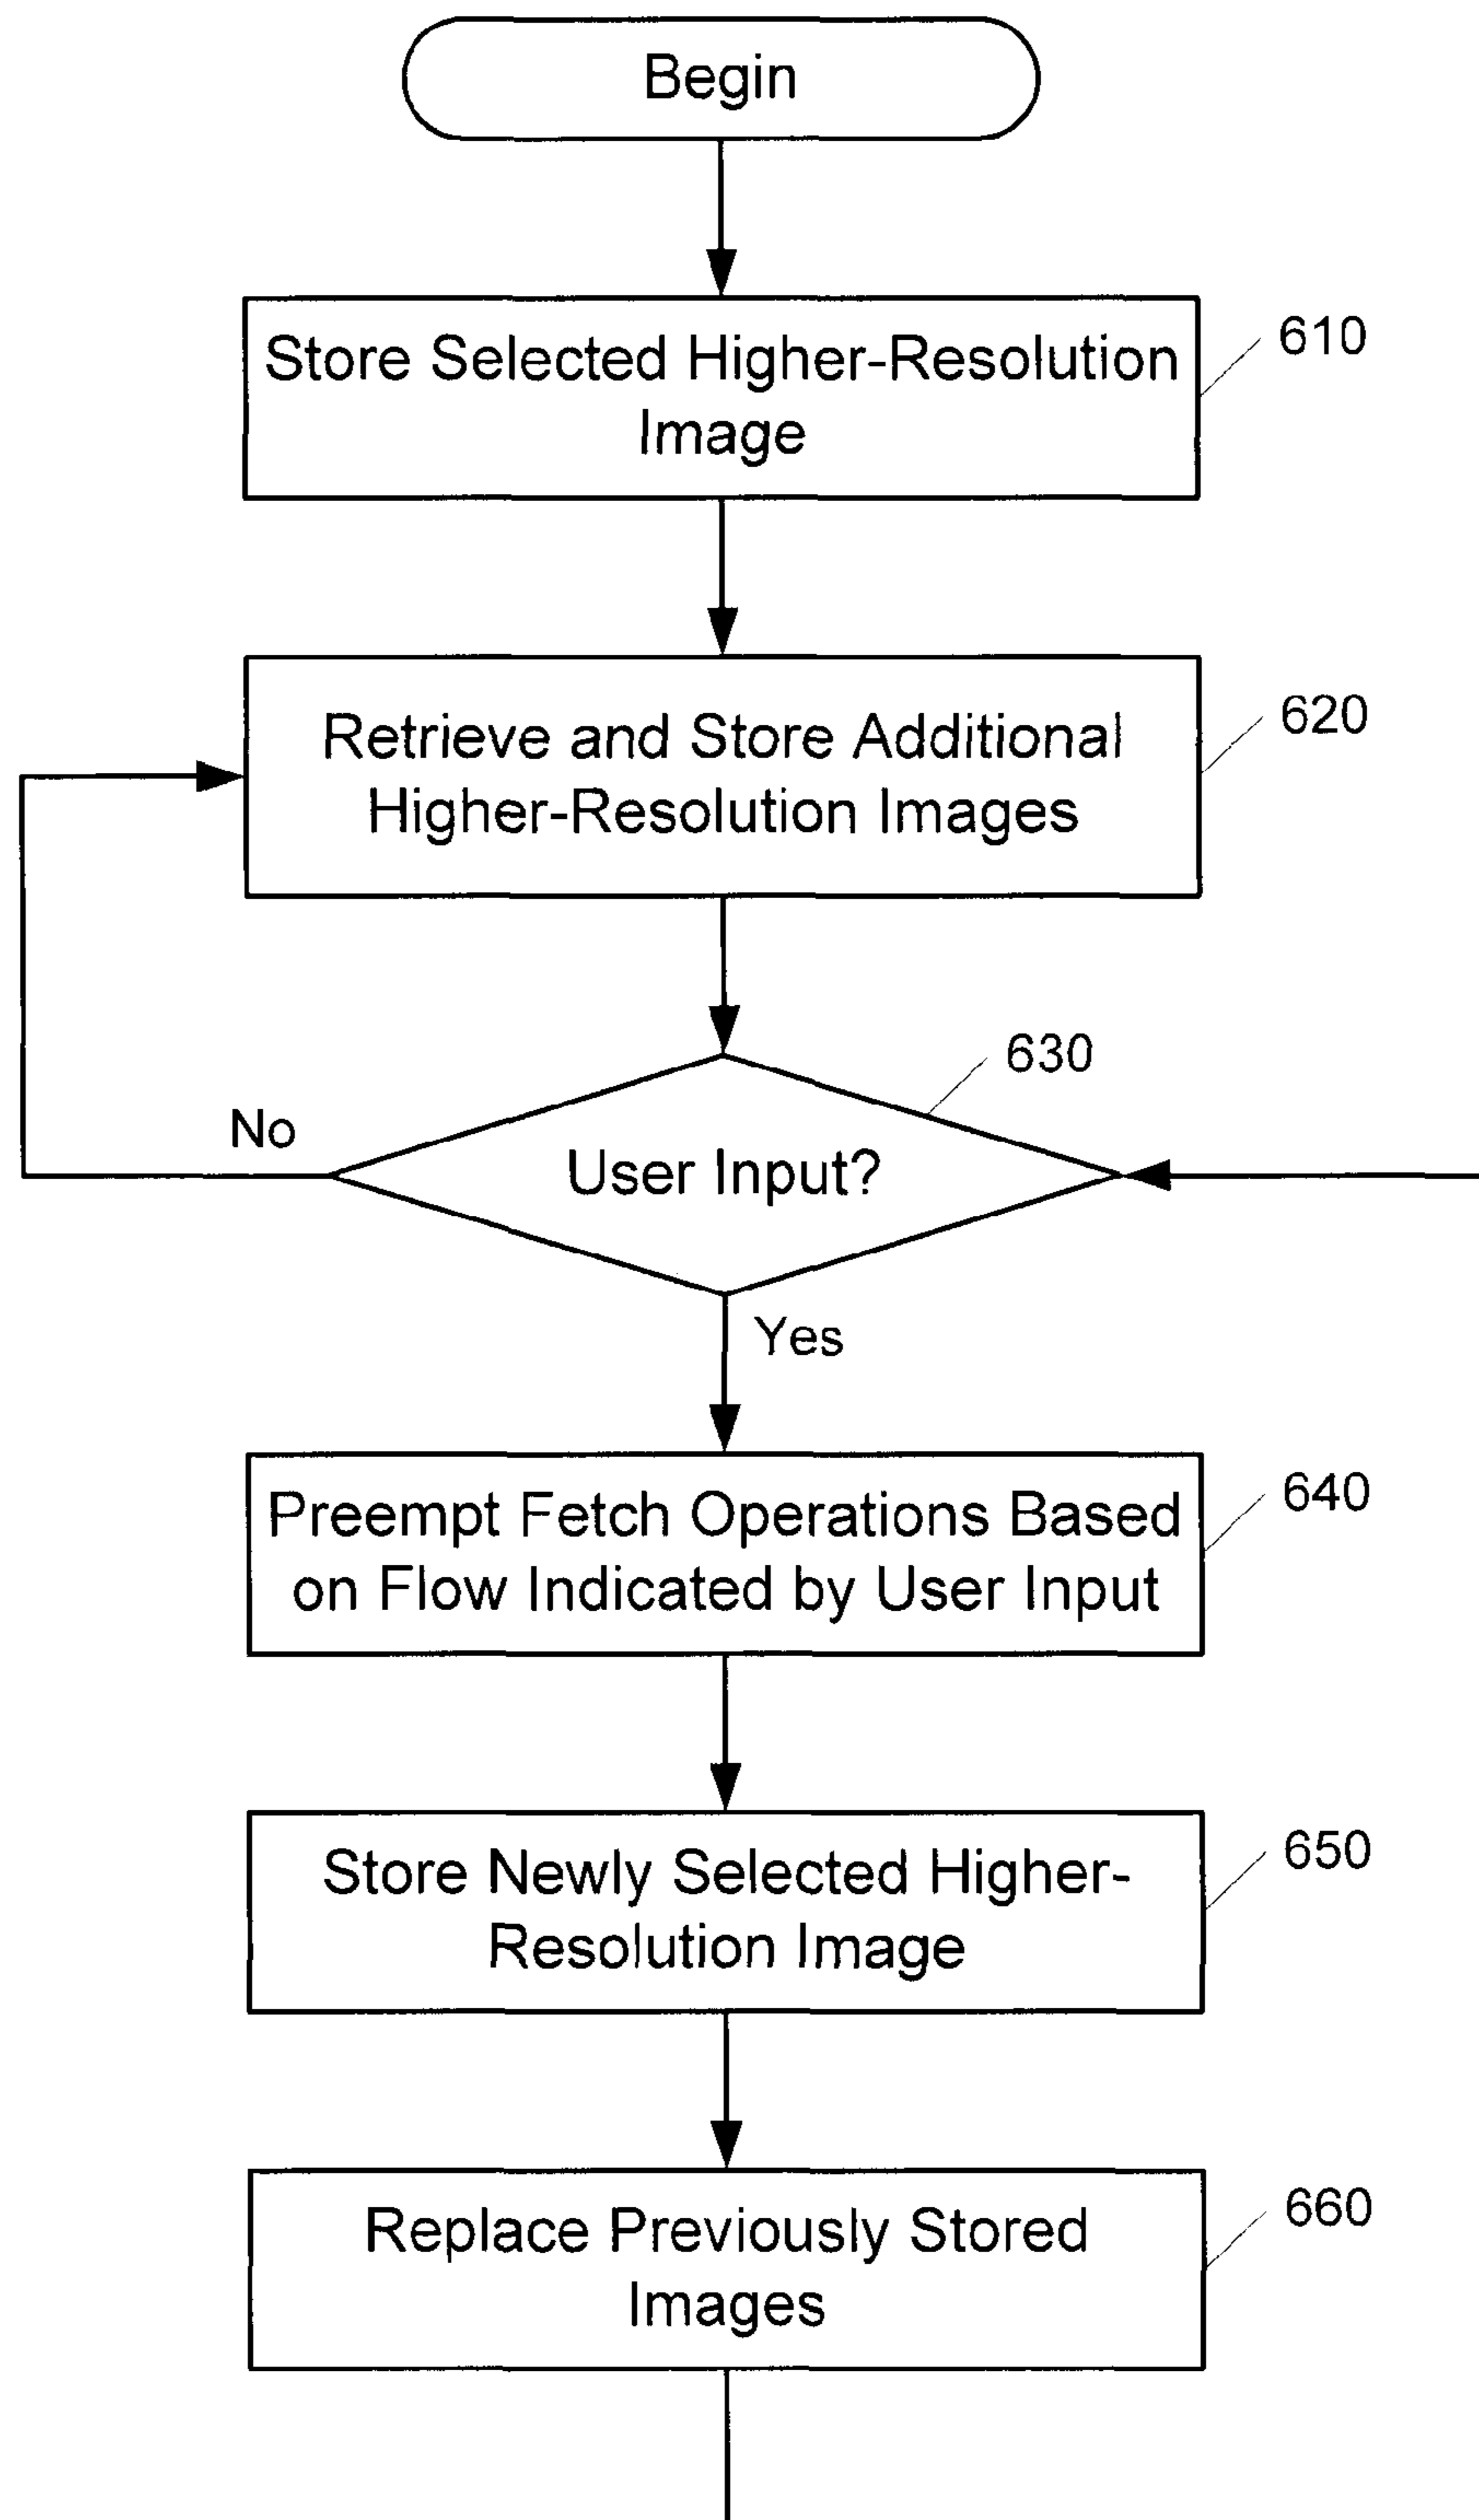 Begin
Store Selected Higher-Resolution
Image
610
Retrieve and Store Additional
Higher-Resolution Images
620
630
No
User Input?
Yes
Preempt Fetch Operations Based
on Flow Indicated by User Input
640
Store Newly Selected Higher-
Resolution Image
650
Replace Previously Stored
Images
660